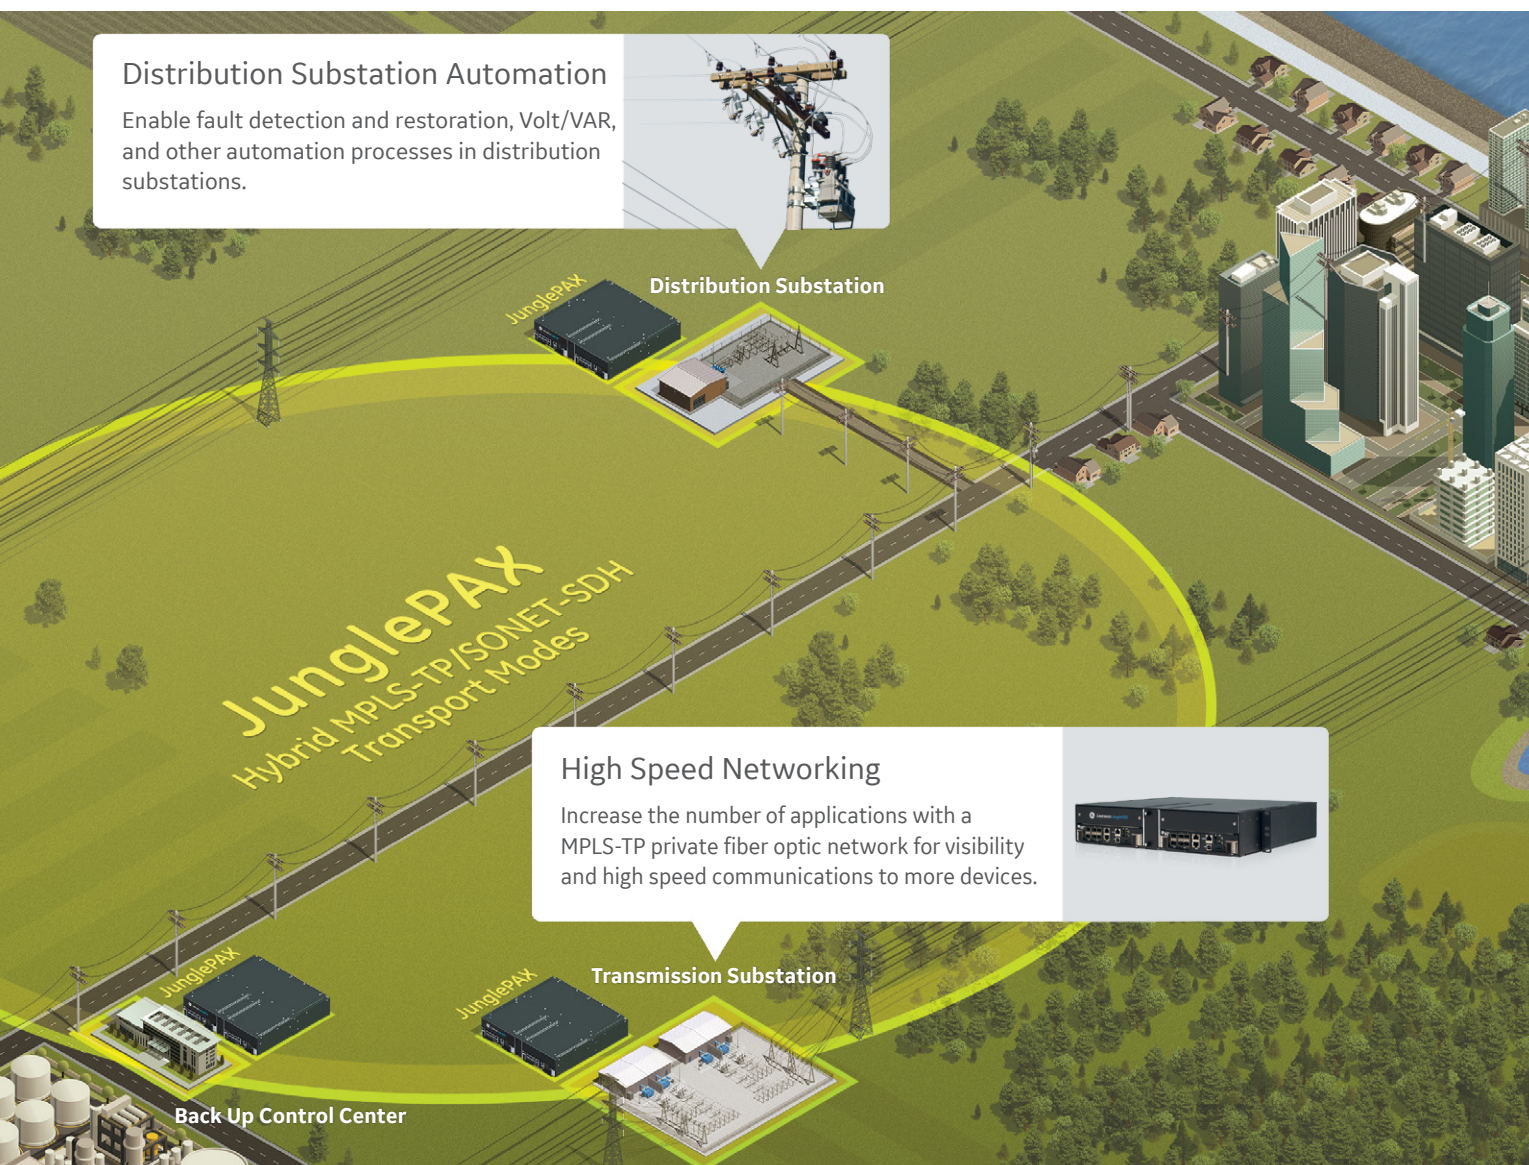 Distribution Substation Automation
Enable fault detection and restoration, Volt/VAR,
and other automation processes in distribution
substations.
Distribution Substation
JunglePAX
JunglePAX
Hybrid MPLS-TP/SONET-SDH
Transport Modes
High Speed Networking
Increase the number of applications with a
MPLS-TP private fiber optic network for visibility
and high speed communications to more devices.
Transmission Substation
JunglePAX
JunglePAX
Back Up Control Center